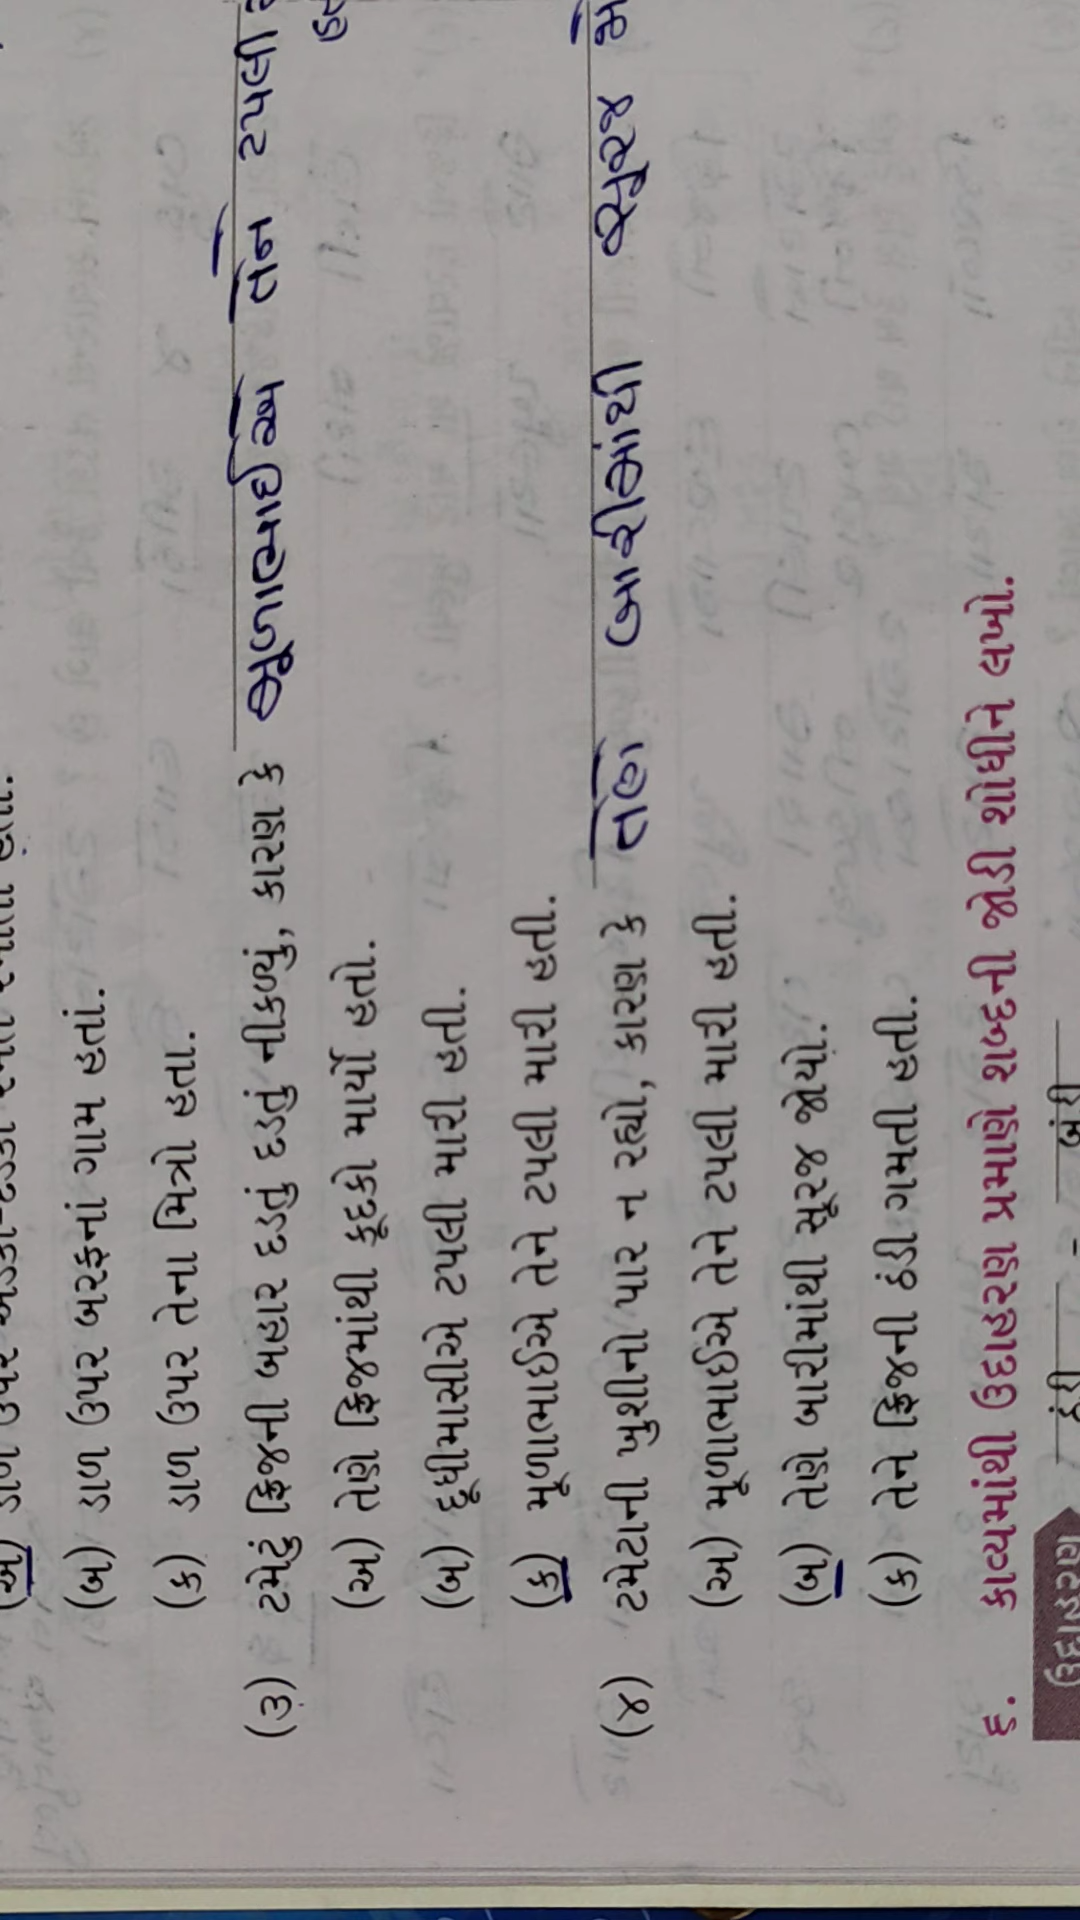 (અ) ડાળ ઉપર
(બ) ડાળ ઉપર બરફનાં ગામ હતાં.
(ક) ડાળ ઉપર તેના મિત્રો હતા.
(૩) ટમેટું ફ્રિજની બહાર દડતું દડતું નીકળ્યું, કારણ કે મૂળાભાઈએ તેને ટપલી
(અ) તેણે ફ્રિજમાંથી કૂદકો માર્યો હતો.
(બ) દૂધીમાસીએ ટપલી મારી હતી.
(ક) મૂળાભાઈએ તેને ટપલી મારી હતી.
(૪) ટમેટાની ખુશીનો પાર ન રહ્યો, કારણ કે તેણે બારીમાંથી સૂરજ
(અ) મૂળાભાઈએ તેને ટપલી મારી હતી.
(બ) તેણે બારીમાંથી સૂરજ જોયો.
(ક) તેને ફ્રિજની ઠંડી ગમતી હતી.
૬. કાવ્યમાંથી ઉદાહરણ પ્રમાણે શબ્દની જોડી શોધીને લખો.
ઠંડી - બંડી